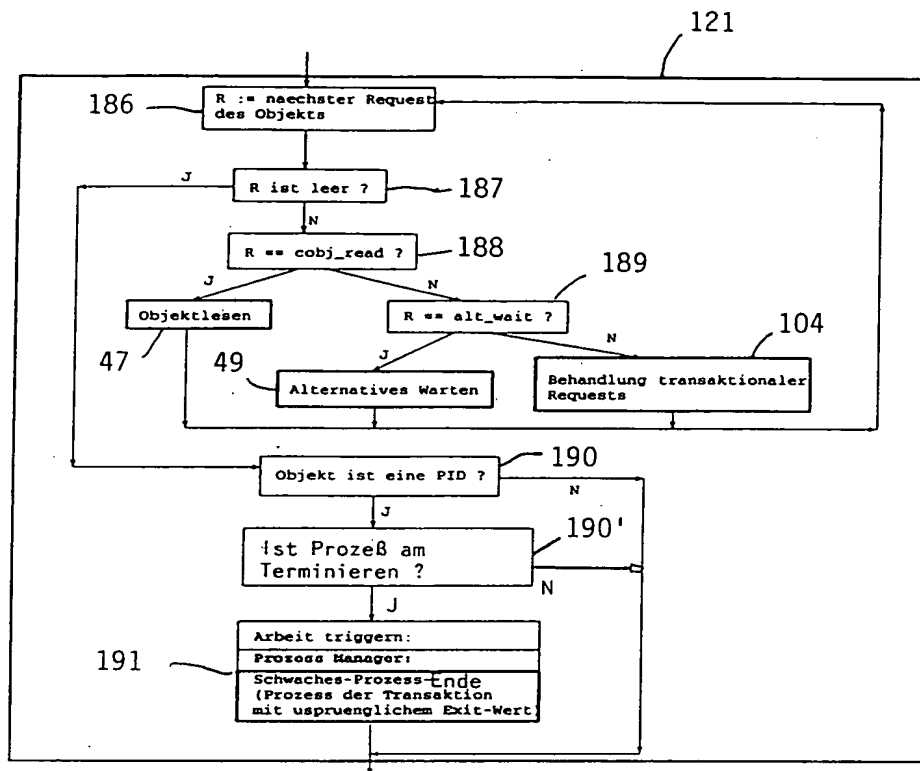 121
186
R := naechster Request
des Objekts
J
R ist leer ?
187
N
R == cobj_read ?
188
189
J
N
Objektlesen
R == alt_wait ?
104
47
49
J
N
Alternatives Warten
Behandlung transaktionaler
Requests
Objekt ist eine PID ?
190
N
J
190'
Ist Prozeß am
Terminieren ?
N
J
Arbeit triggern:
191
Prozess Manager:
Schwaches-Prozess-Ende
(Prozess der Transaktion
mit uspruenglichem Exit-Wert)